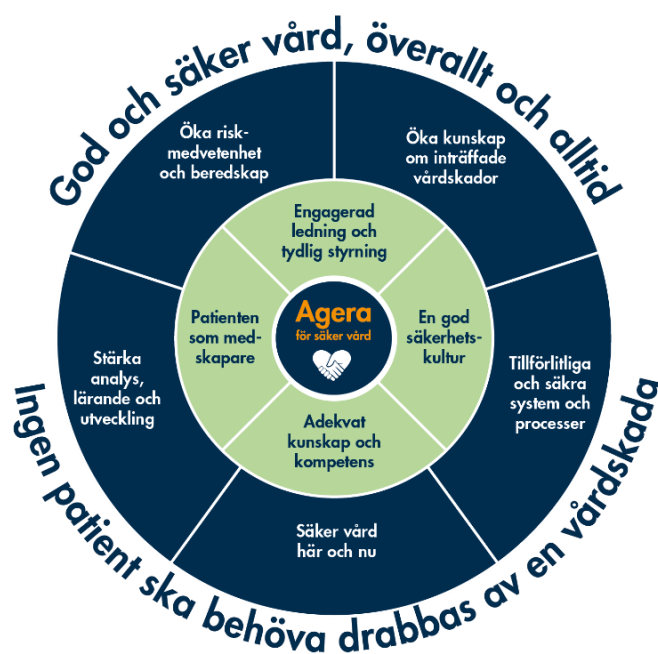 God och säker vård, överallt och alltid
Öka risk-
medvetenhet
och beredskap
Öka kunskap
om inträffade
vårdskador
Engagerad
ledning och
tydlig styrning
Agera
för säker vård
Patienten
som med-
skapare
En god
säkerhets-
kultur
Stärka
analys,
lärande och
utveckling
Tillförlitliga
och säkra
system och
processer
Adekvat
kunskap och
kompetens
Säker vård
här och nu
Ingen patient ska behöva drabbas av en vårdskada